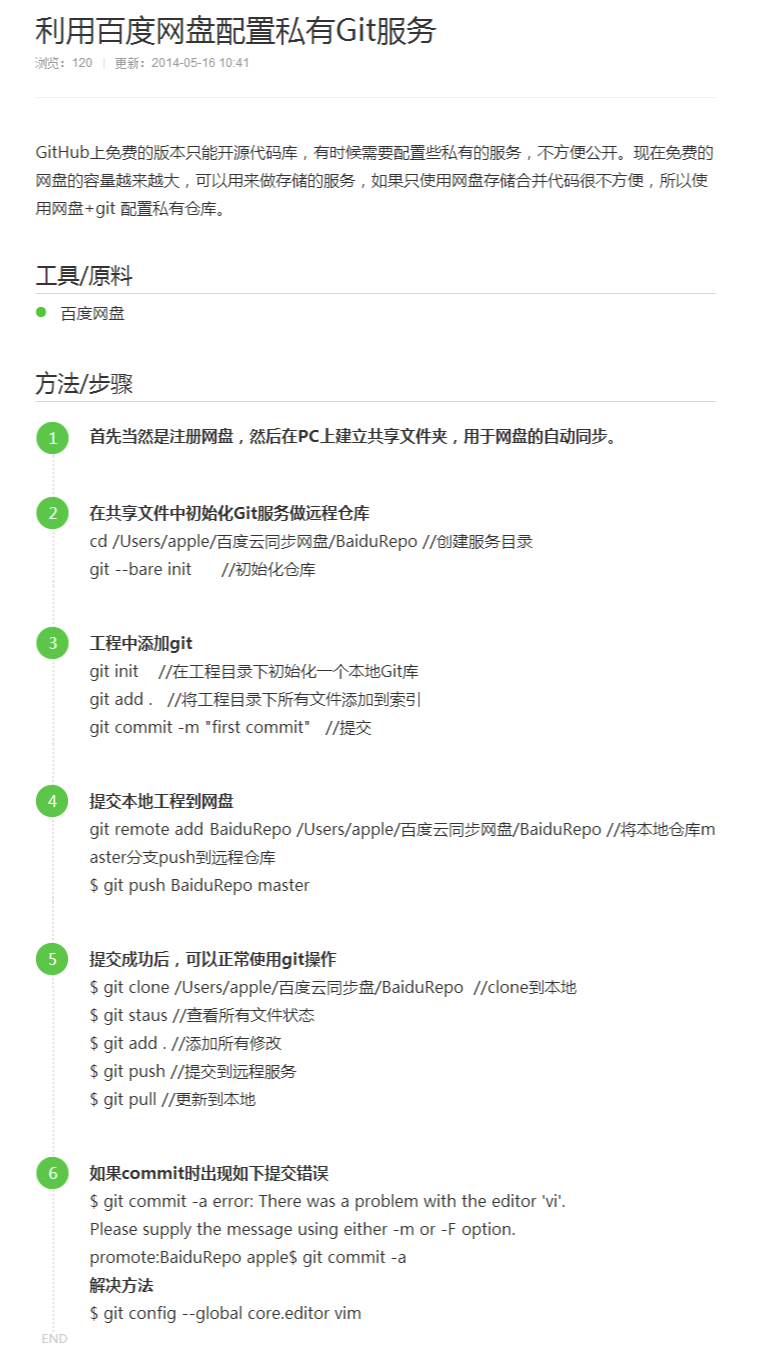 利用百度网盘配置私有Git服务
浏览：120 | 更新：2014-05-16 10:41
GitHub上免费的版本只能开源代码库，有时候需要配置些私有的服务，不方便公开。现在免费的
网盘的容量越来越大，可以用来做存储的服务，如果只使用网盘存储合并代码很不方便，所以使
用网盘+git 配置私有仓库。
工具/原料
百度网盘
方法/步骤
1 首先当然是注册网盘，然后在PC上建立共享文件夹，用于网盘的自动同步。
2 在共享文件中初始化Git服务做远程仓库
cd /Users/apple/百度云同步网盘/BaiduRepo //创建服务目录
git --bare init //初始化仓库
3 工程中添加git
git init //在工程目录下初始化一个本地Git库
git add . //将工程目录下所有文件添加到索引
git commit -m "first commit" //提交
4 提交本地工程到网盘
git remote add BaiduRepo /Users/apple/百度云同步网盘/BaiduRepo //将本地仓库m
aster分支push到远程仓库
$ git push BaiduRepo master
5 提交成功后，可以正常使用git操作
$ git clone /Users/apple/百度云同步盘/BaiduRepo //clone到本地
$ git staus //查看所有文件状态
$ git add . //添加所有修改
$ git push //提交到远程服务
$ git pull //更新到本地
6 如果commit时出现如下提交错误
$ git commit -a error: There was a problem with the editor 'vi'.
Please supply the message using either -m or -F option.
promote:BaiduRepo apple$ git commit -a
解决方法
$ git config --global core.editor vim
END